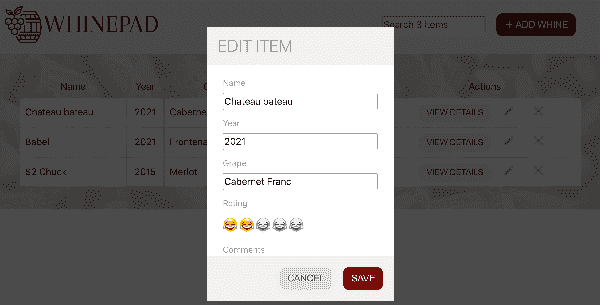 WHINEPAD
Search 3 items
+ ADD WHINE
EDIT ITEM
Name Year Actions
Name
Chateau bateau
Chateau bateau 2021 VIEW DETAILS
Year
Babel 2021 VIEW DETAILS
2021
Grape
$2 Chuck 2015 Merlot VIEW DETAILS
Cabernet Franc
Rating
Comments
CANCEL SAVE